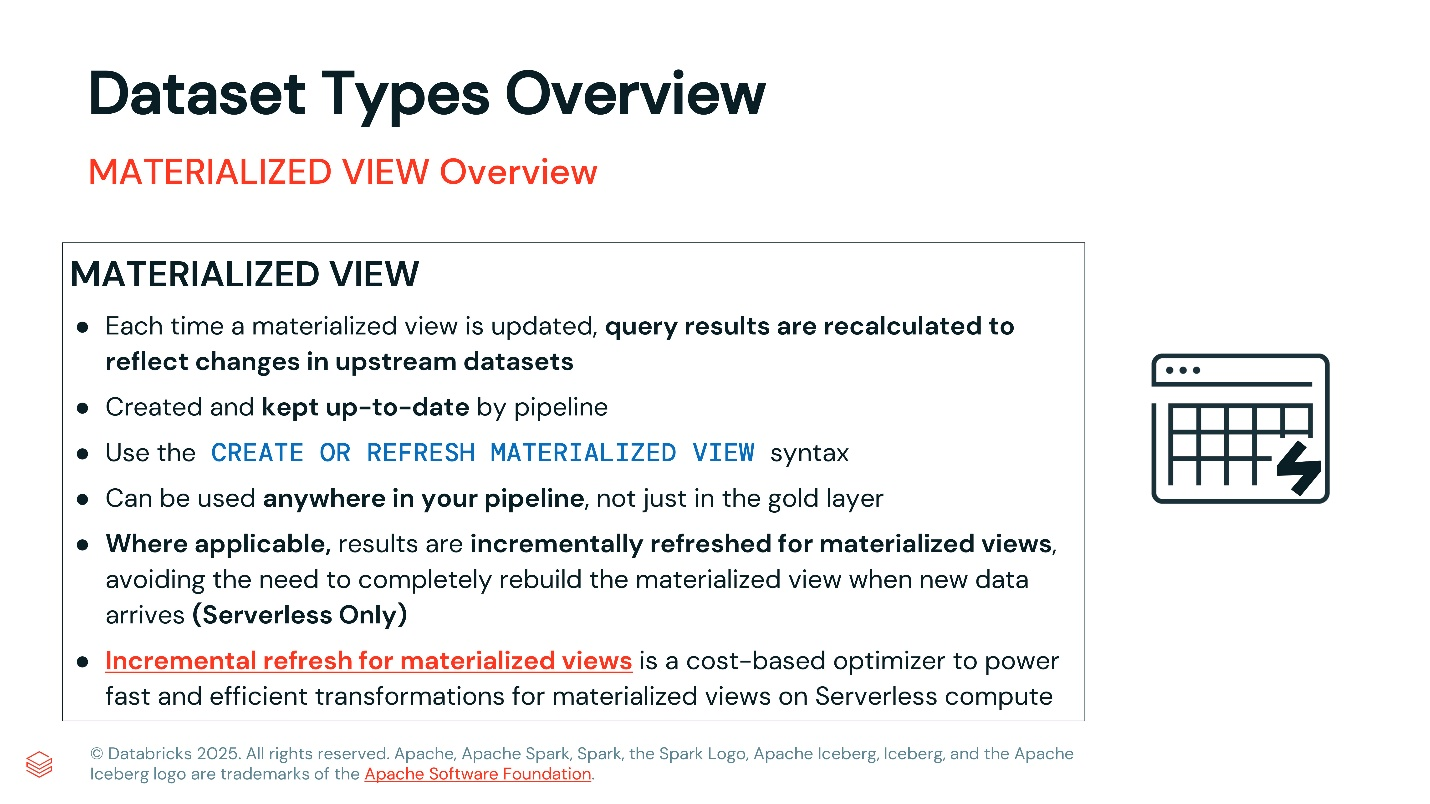 Dataset Types Overview
MATERIALIZED VIEW Overview
MATERIALIZED VIEW
● Each time a materialized view is updated, query results are recalculated to
reflect changes in upstream datasets
● Created and kept up-to-date by pipeline
● Use the CREATE OR REFRESH MATERIALIZED VIEW syntax
● Can be used anywhere in your pipeline, not just in the gold layer
● Where applicable, results are incrementally refreshed for materialized views,
avoiding the need to completely rebuild the materialized view when new data
arrives (Serverless Only)
● Incremental refresh for materialized views is a cost-based optimizer to power
fast and efficient transformations for materialized views on Serverless compute
© Databricks 2025. All rights reserved. Apache, Apache Spark, Spark, the Spark Logo, Apache Iceberg, Iceberg, and the Apache
Iceberg logo are trademarks of the Apache Software Foundation.